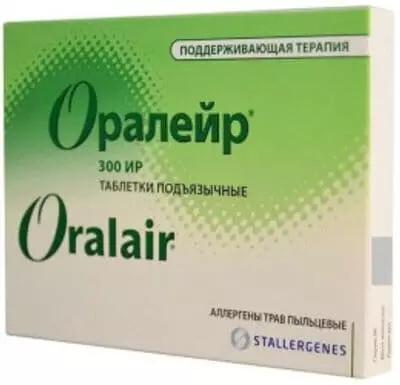 ПОДДЕРЖИВАЮЩАЯ ТЕРАПИЯ
Оралейр®
300 ИР
ТАБЛЕТКИ ПОДЪЯЗЫЧНЫЕ
Oralair®
АЛЛЕРГЕНЫ ТРАВ ПЫЛЬЦЕВЫЕ
STALLERGENES